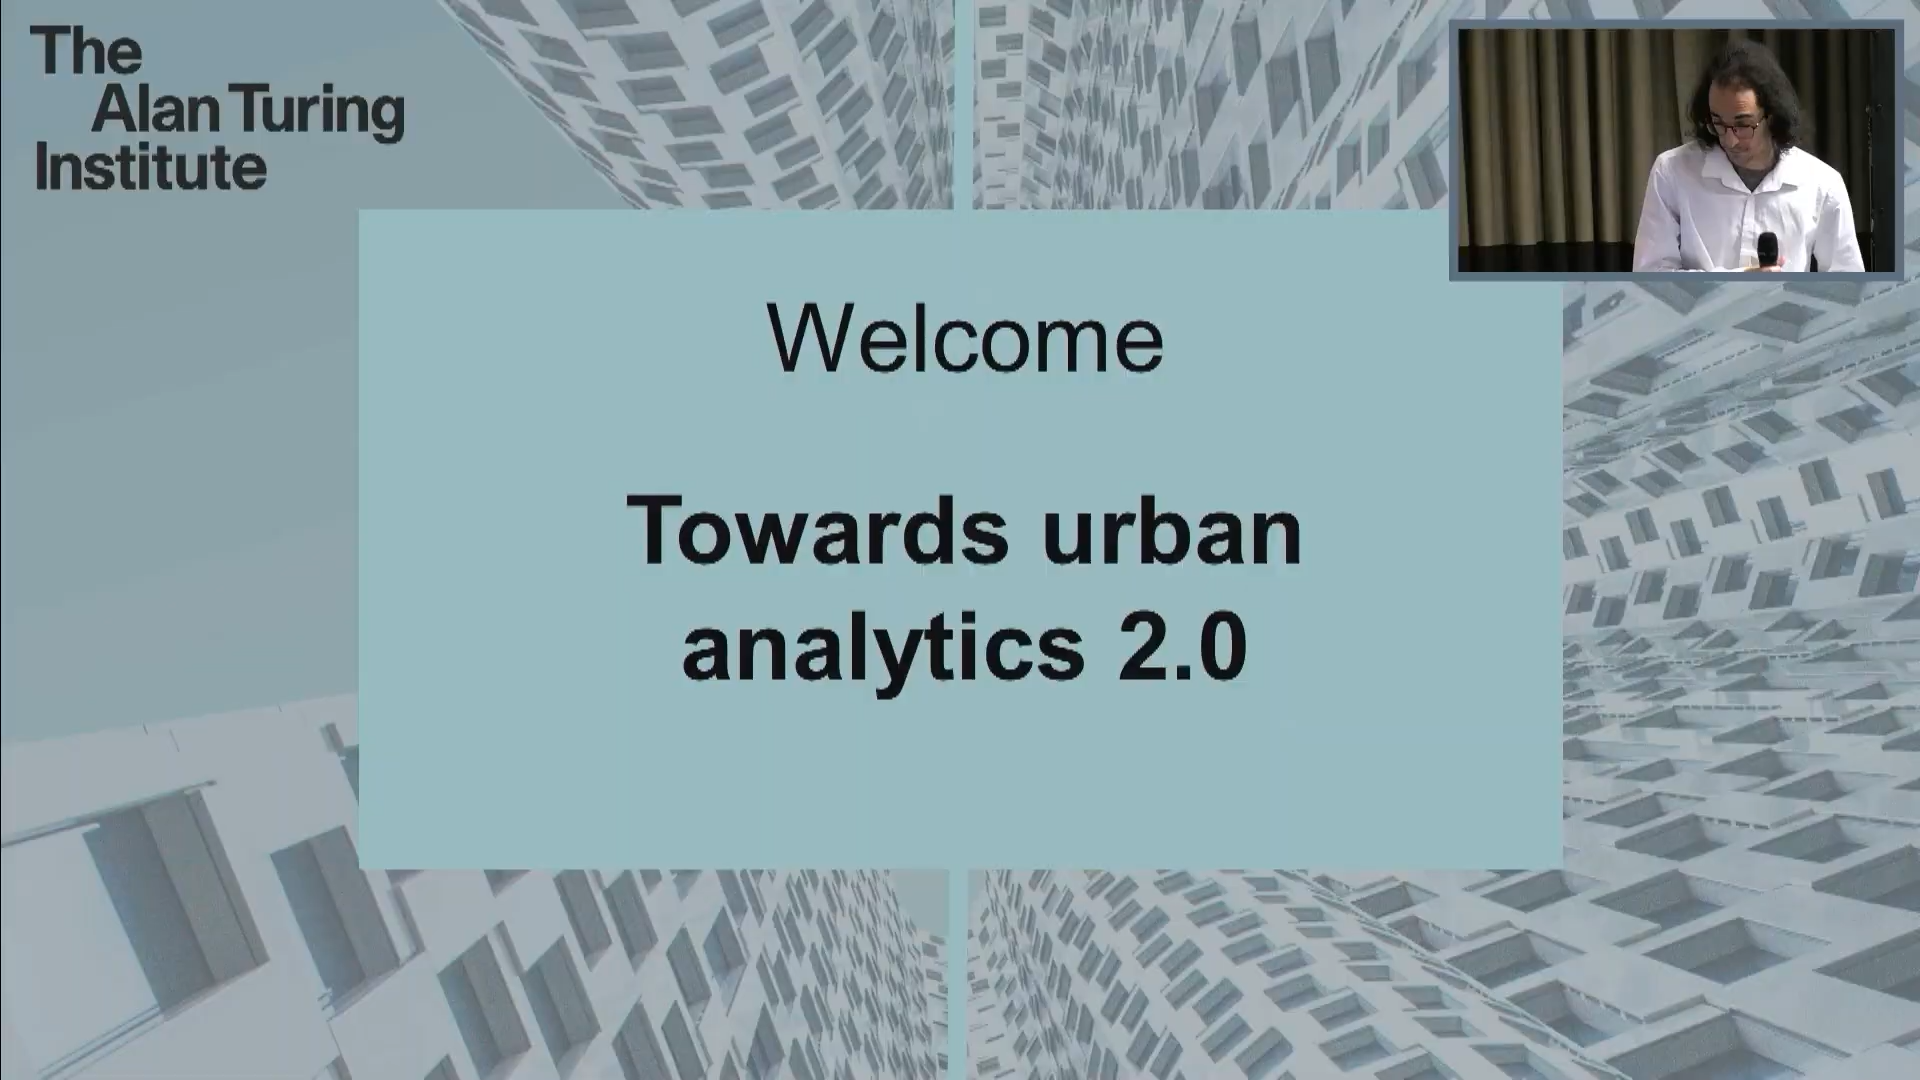 The
Alan Turing
Institute
Welcome
Towards urban
analytics 2.0